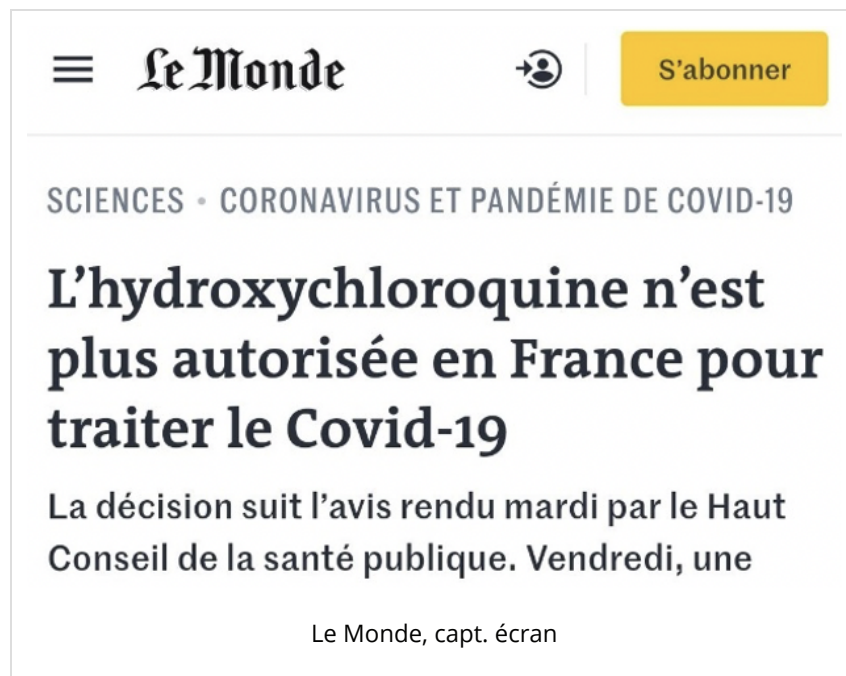 Le Monde
S’abonner
SCIENCES • CORONAVIRUS ET PANDÉMIE DE COVID-19
L’hydroxychloroquine n’est
plus autorisée en France pour
traiter le Covid-19
La décision suit l’avis rendu mardi par le Haut
Conseil de la santé publique. Vendredi, une
Le Monde, capt. écran